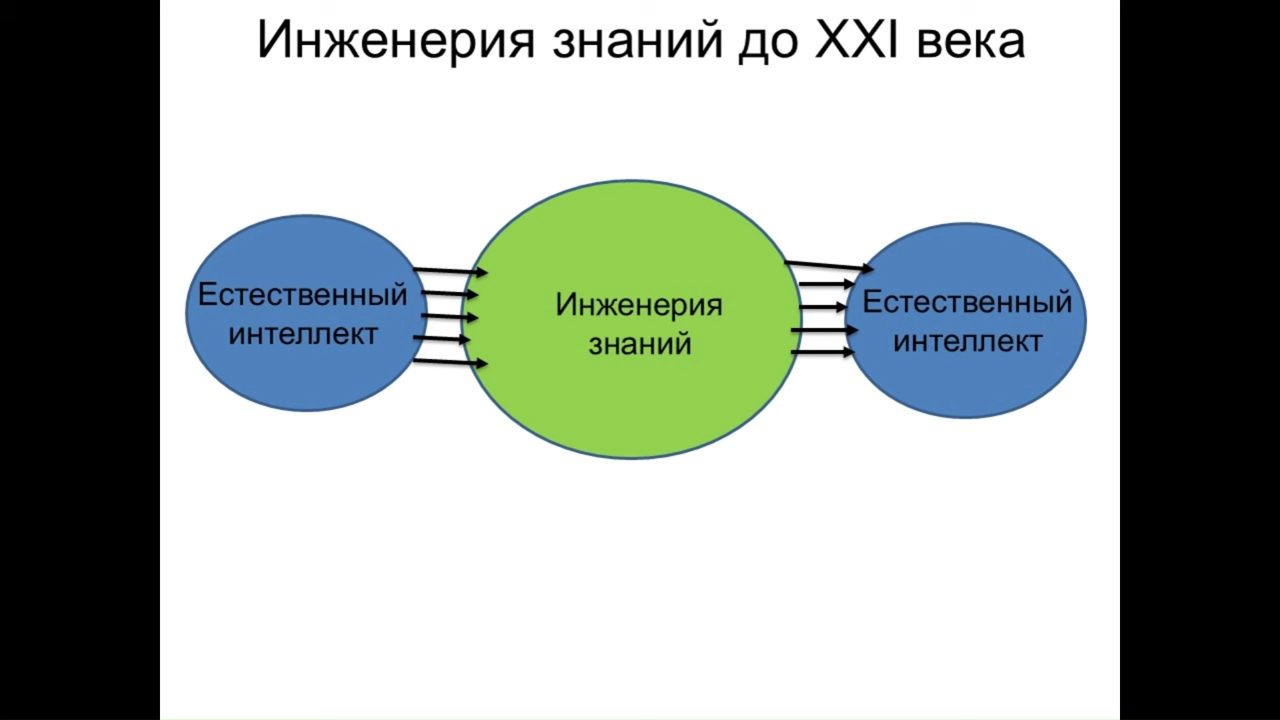 Инженерия знаний до XXI века
Естественный
интеллект
Инженерия
знаний
Естественный
интеллект